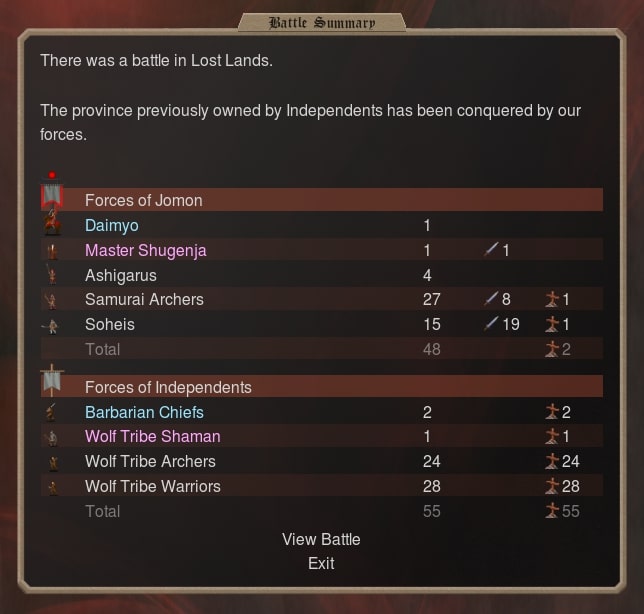 Battle Summary
There was a battle in Lost Lands.
The province previously owned by Independents has been conquered by our
forces.
Forces of Jomon
Daimyo 1
Master Shugenja 1 1
Ashigarus 4
Samurai Archers 27 8 1
Soheis 15 19 1
Total 48 2
Forces of Independents
Barbarian Chiefs 2 2
Wolf Tribe Shaman 1 1
Wolf Tribe Archers 24 24
Wolf Tribe Warriors 28 28
Total 55 55
View Battle
Exit